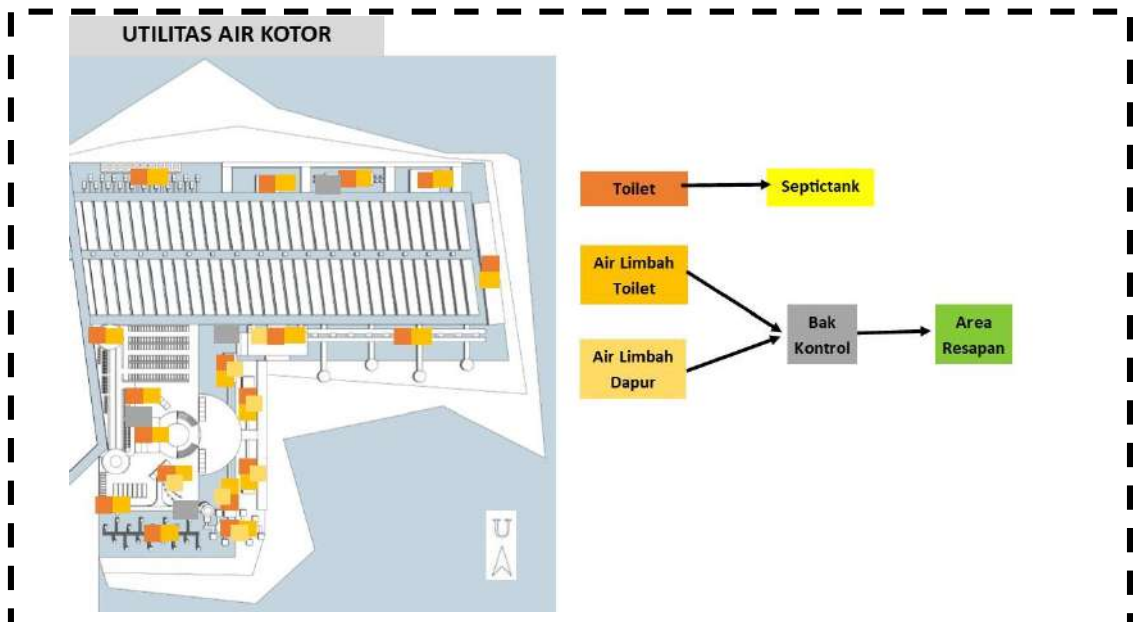 UTILITAS AIR KOTOR
Toilet
Septictank
Air Limbah
Toilet
Bak
Kontrol
Area
Resapan
Air Limbah
Dapur
U